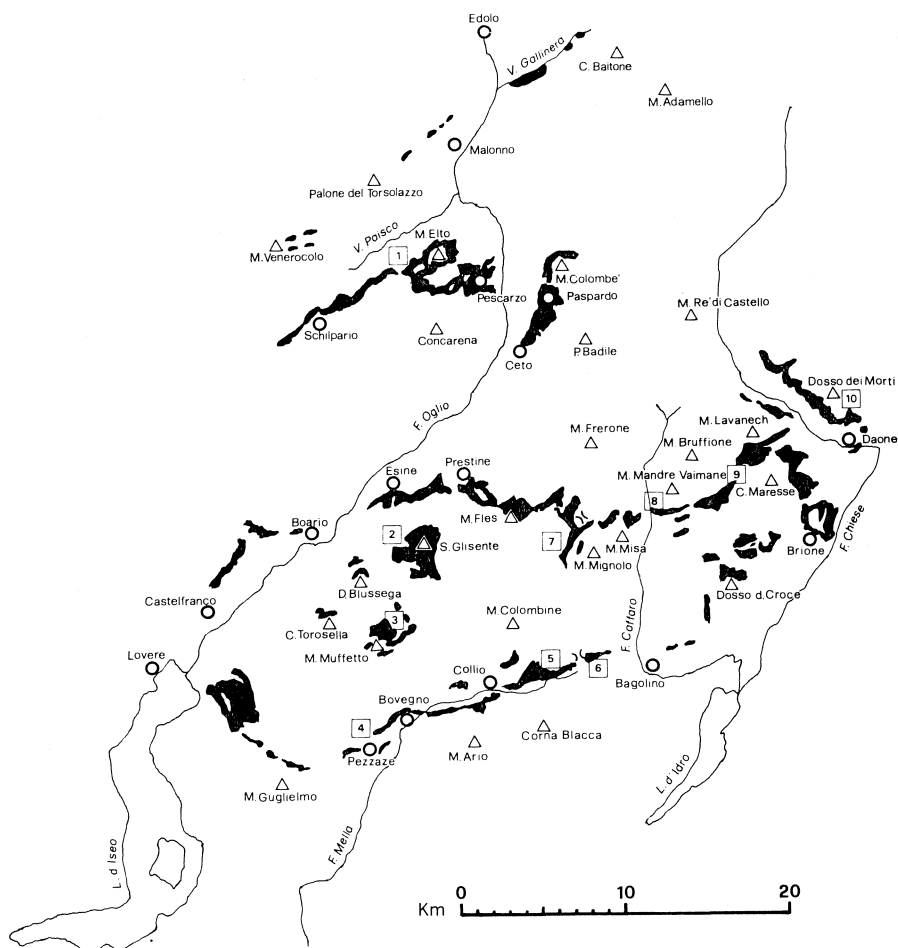 Edolo
V. Gallinera
C. Baitone
M. Adamello
Malonno
Palone del Torsolazzo
V. Paisco
M. Elto
M. Venerocolo
1
M. Colombe'
Pescarzo
Paspardo
M. Re' di Castello
Schilpario
Concarena
Ceto
P. Badile
Dosso dei Morti
10
F. Oglio
M. Lavanech
M. Frerone
M. Bruffione
Daone
Esine
Prestine
M. Mandre Vaimane
9
C. Maresse
8
M. Fles
Boario
2
S. Glisente
7
M. Misa
M. Mignolo
Brione
F. Chiese
D. Blussega
Dosso d. Croce
Castelfranco
M. Colombine
F. Caffaro
C. Torosella
3
M. Muffetto
Lovere
Collio
5
6
Bagolino
Bovegno
4
Corna Blacca
Pezzaze
M. Ario
L. d' Idro
M. Guglielmo
F. Mella
L. d Iseo
0
10
20
Km